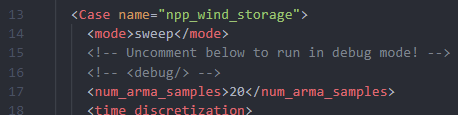 13 <Case name="npp_wind_storage">
14 <mode>sweep</mode>
15 <!-- Uncomment below to run in debug mode! -->
16 <!-- <debug/> -->
17 <num_arma_samples>20</num_arma_samples>
18 <time_discretization>